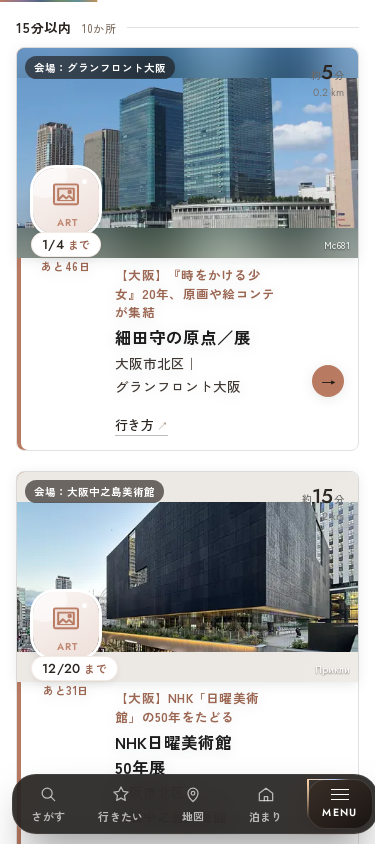 15分以内 10か所
会場：グランフロント大阪
約5分
0.2 km
ART
1/4 まで
あと46日
Mc681
【大阪】『時をかける少
女』20年、原画や絵コンテ
が集結
細田守の原点／展
大阪市北区｜
グランフロント大阪
→
行き方 ↗
会場：大阪中之島美術館
約15分
ART
12/20 まで
あと31日
Прикли
【大阪】NHK「日曜美術
館」の50年をたどる
NHK日曜美術館
50年展
さがす
行きたい
地図
泊まり
MENU